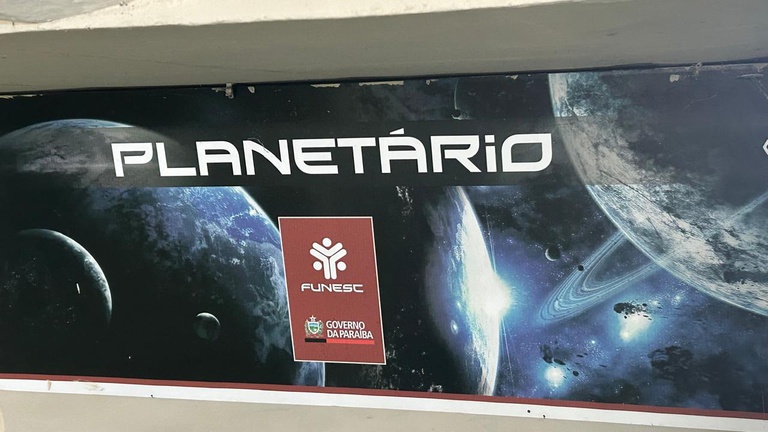 PLANETÁRiO
FUNESC
GOVERNO
DA PARAÍBA